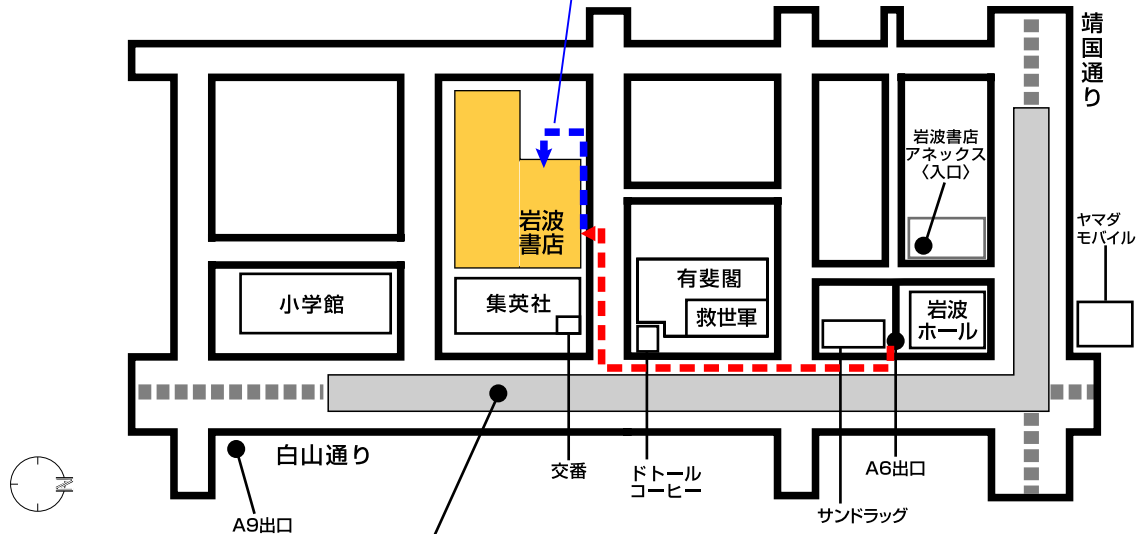 靖国通り
岩波書店
アネックス
〈入口〉
ヤマダ
モバイル
岩波
書店
有斐閣
救世軍
小学館
集英社
岩波
ホール
白山通り
交番
ドトール
コーヒー
A6出口
サンドラッグ
A9出口
N